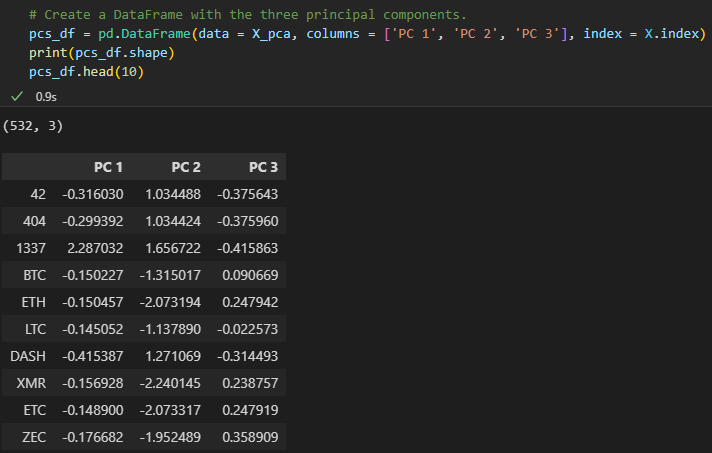 # Create a DataFrame with the three principal components.
pcs_df = pd.DataFrame(data = X_pca, columns = ['PC 1', 'PC 2', 'PC 3'], index = X.index)
print(pcs_df.shape)
pcs_df.head(10)
0.9s
(532, 3)
PC 1 PC 2 PC 3
42 -0.316030 1.034488 -0.375643
404 -0.299392 1.034424 -0.375960
1337 2.287032 1.656722 -0.415863
BTC -0.150227 -1.315017 0.090669
ETH -0.150457 -2.073194 0.247942
LTC -0.145052 -1.137890 -0.022573
DASH -0.415387 1.271069 -0.314493
XMR -0.156928 -2.240145 0.238757
ETC -0.148900 -2.073317 0.247919
ZEC -0.176682 -1.952489 0.358909